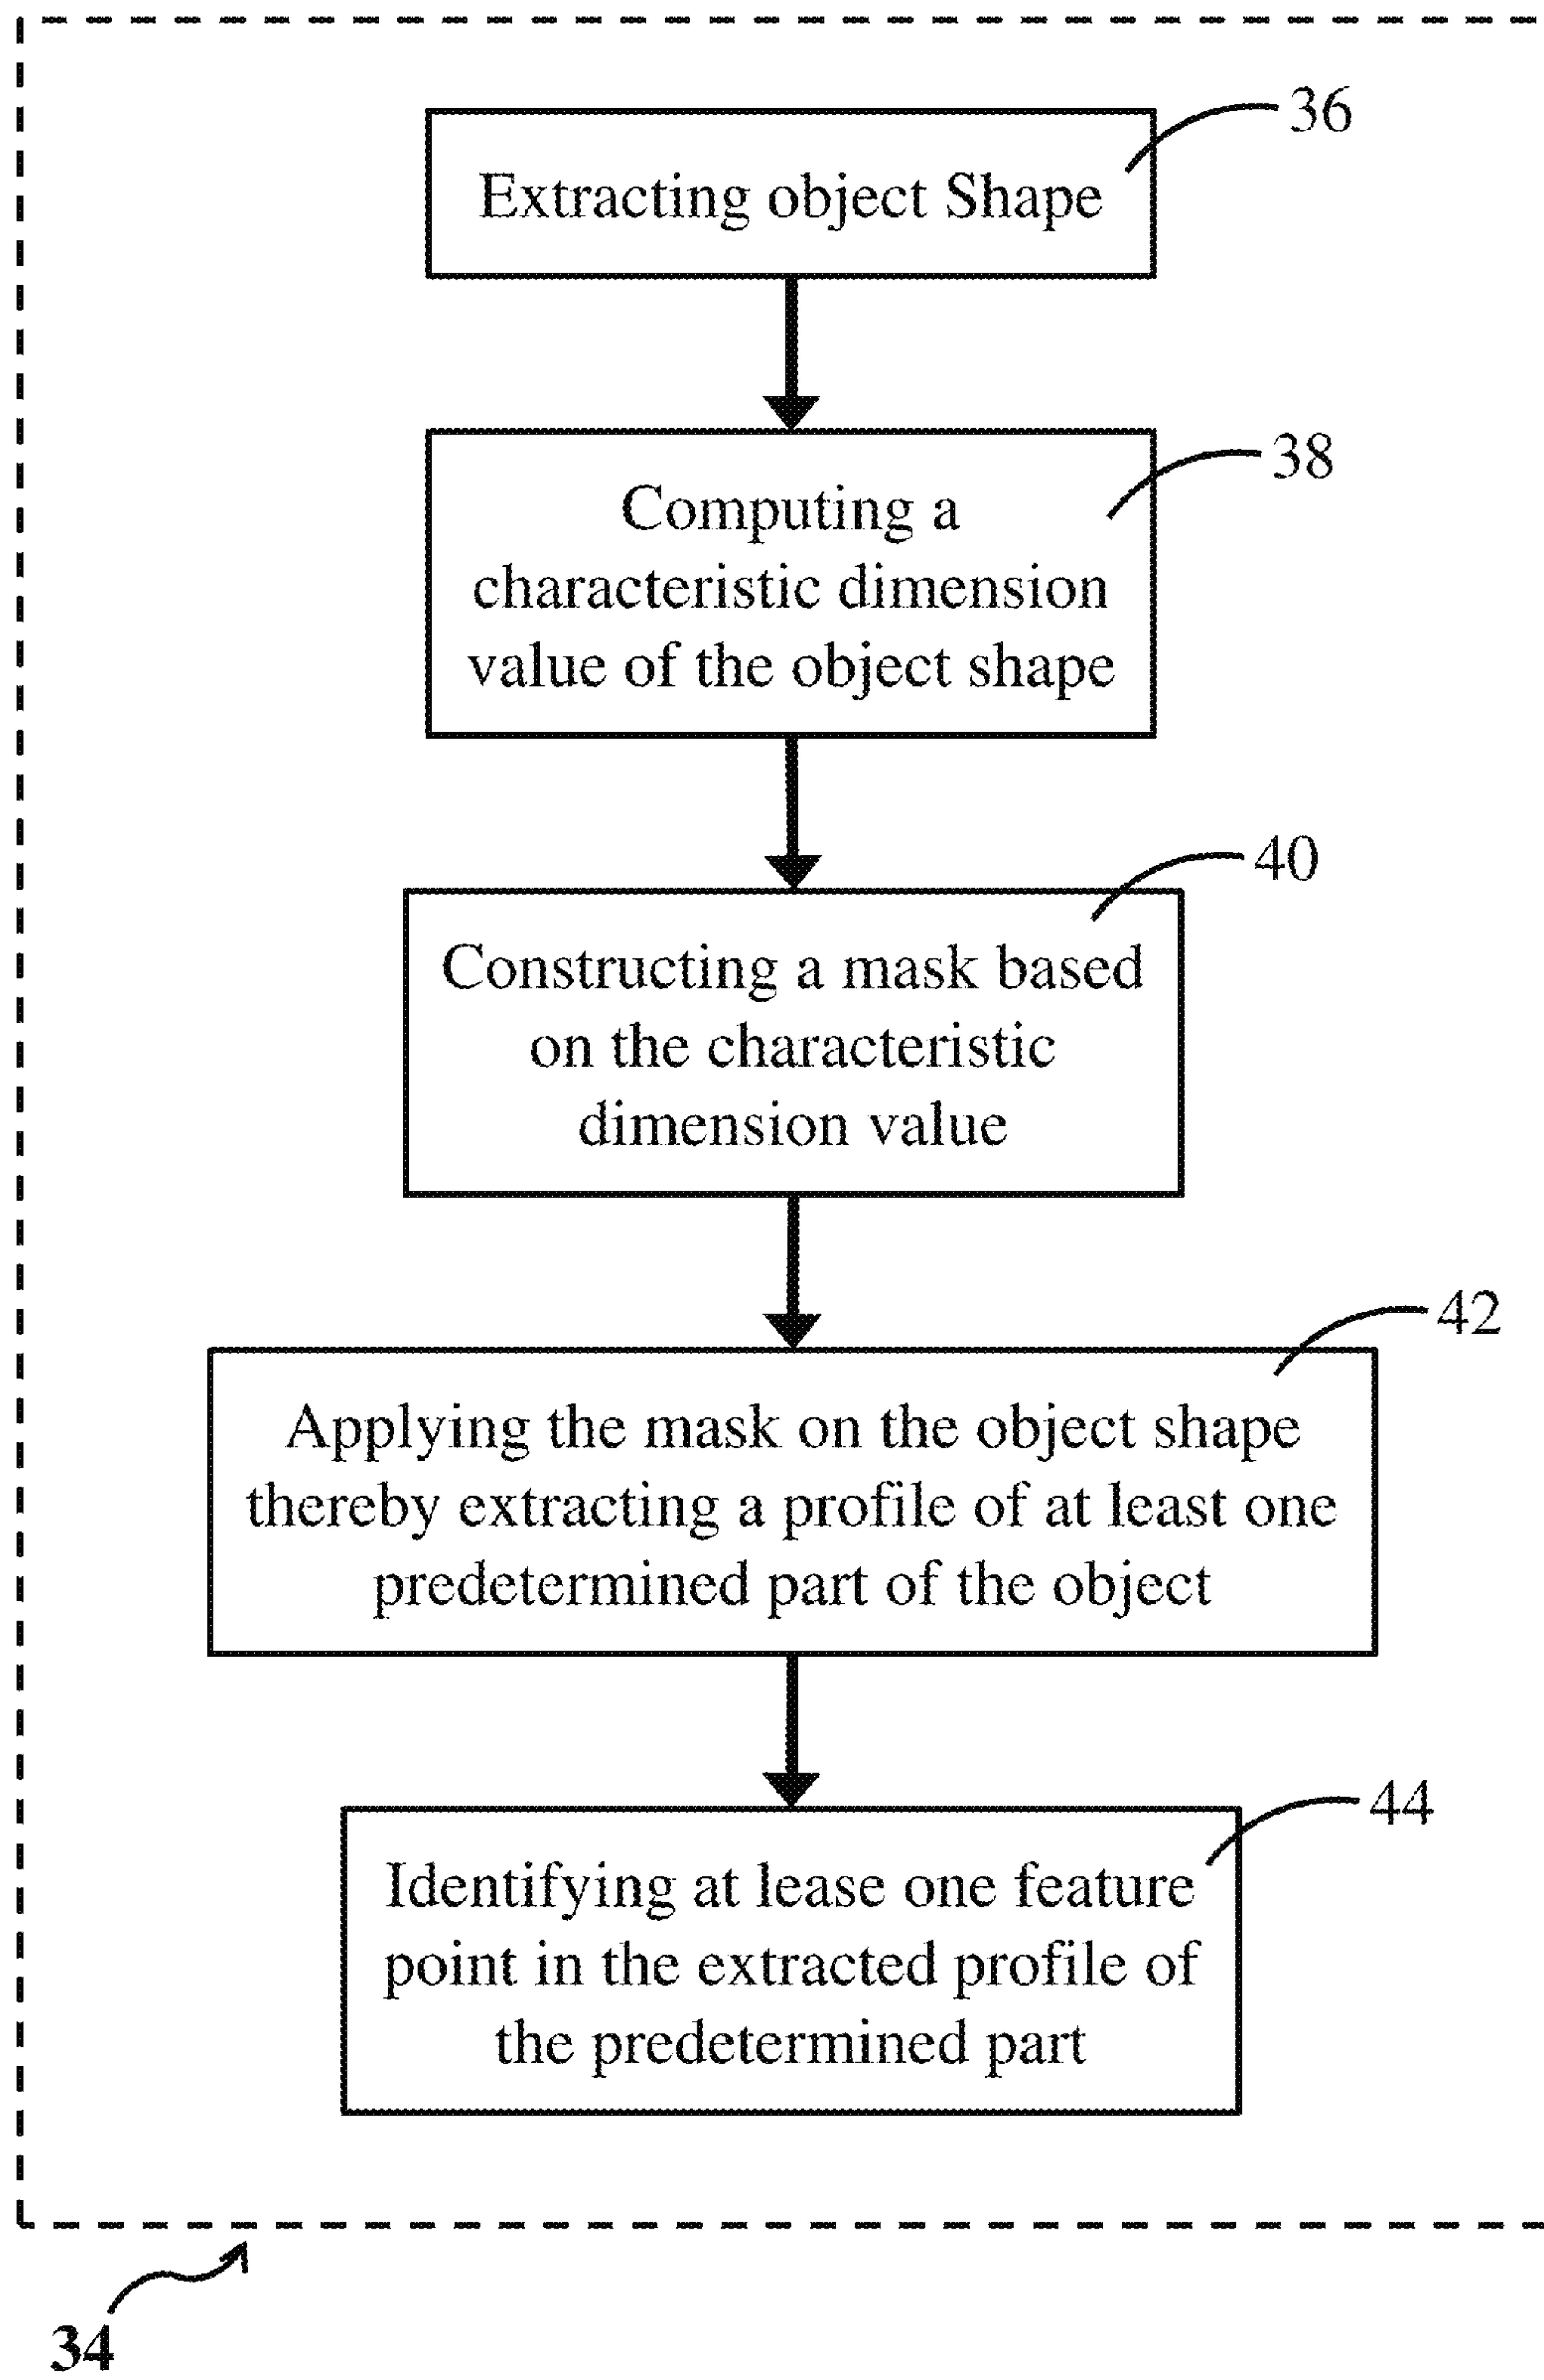 36
Extracting object Shape
38
Computing a
characteristic dimension
value of the object shape
40
Constructing a mask based
on the characteristic
dimension value
42
Applying the mask on the object shape
thereby extracting a profile of at least one
predetermined part of the object
44
Identifying at lease one feature
point in the extracted profile of
the predetermined part
34